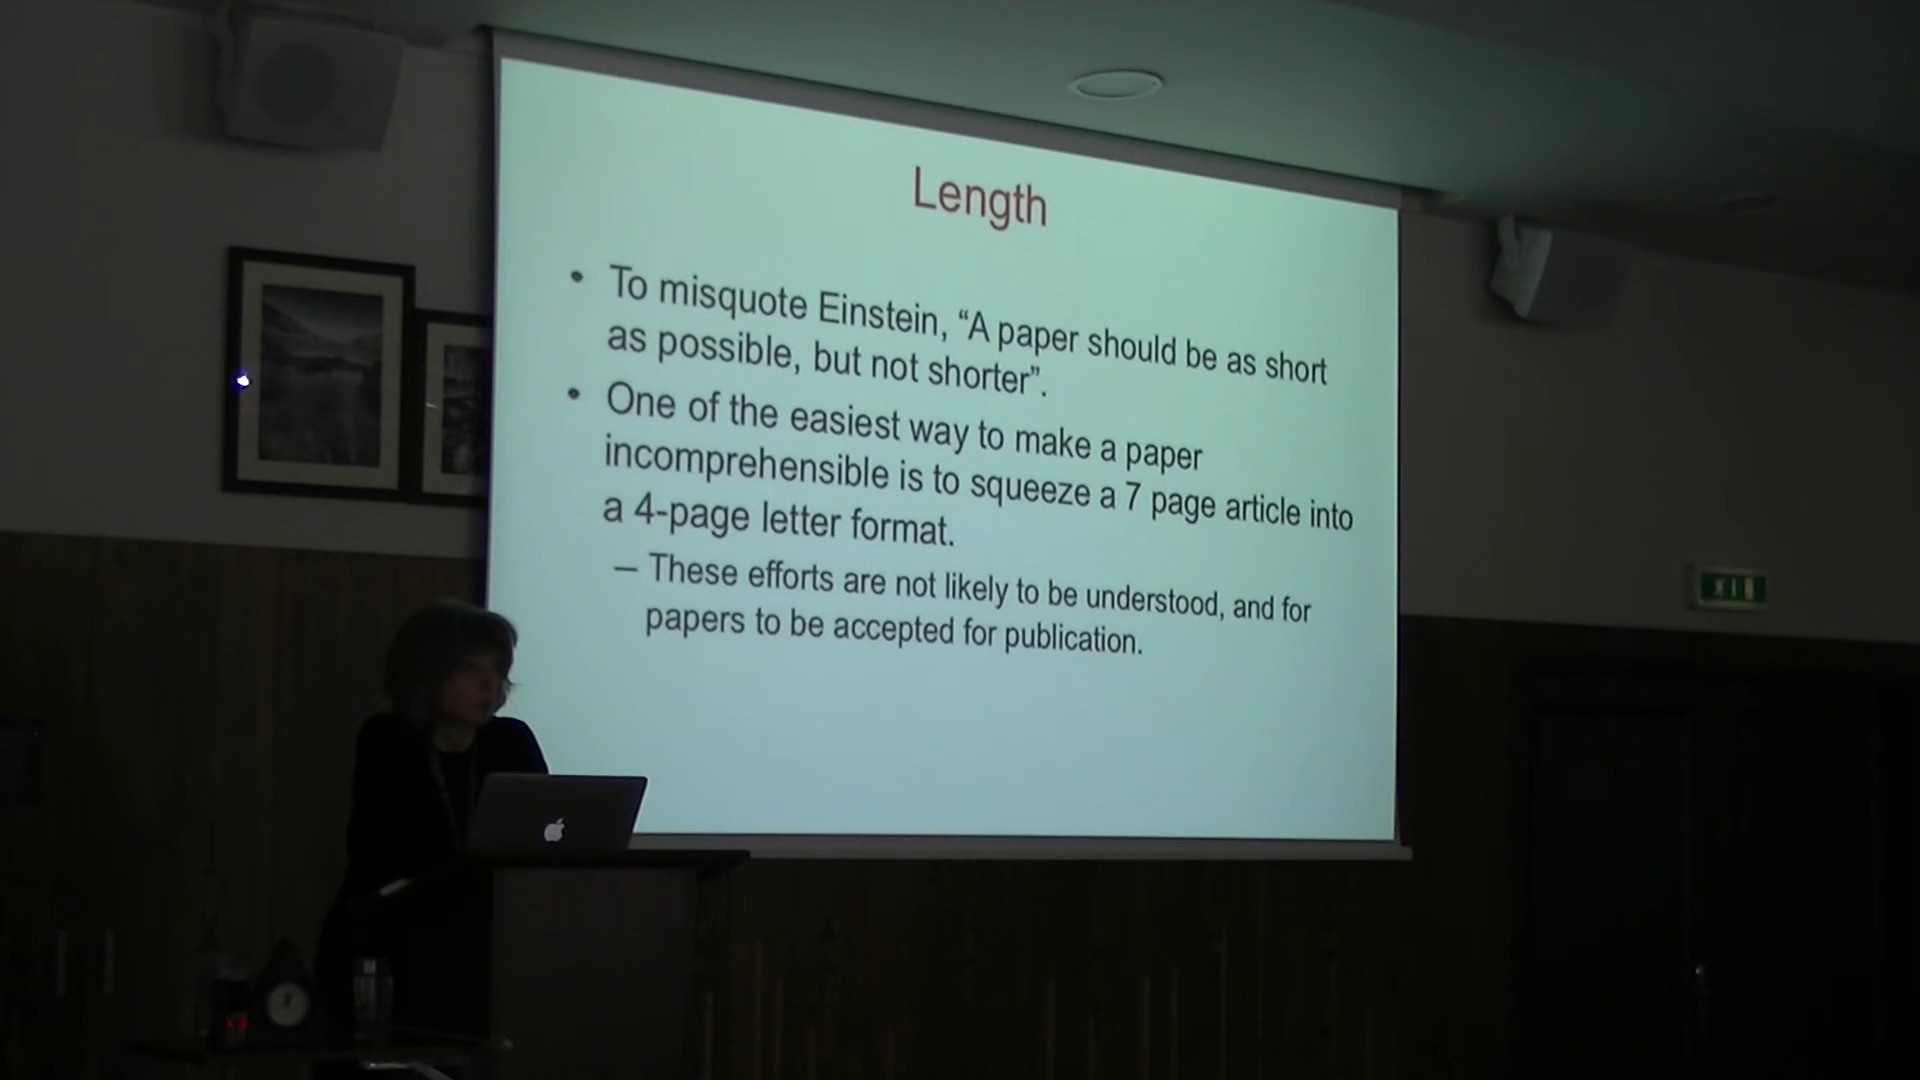 Length
• To misquote Einstein, “A paper should be as short
as possible, but not shorter”.
• One of the easiest way to make a paper
incomprehensible is to squeeze a 7 page article into
a 4-page letter format.
– These efforts are not likely to be understood, and for
papers to be accepted for publication.